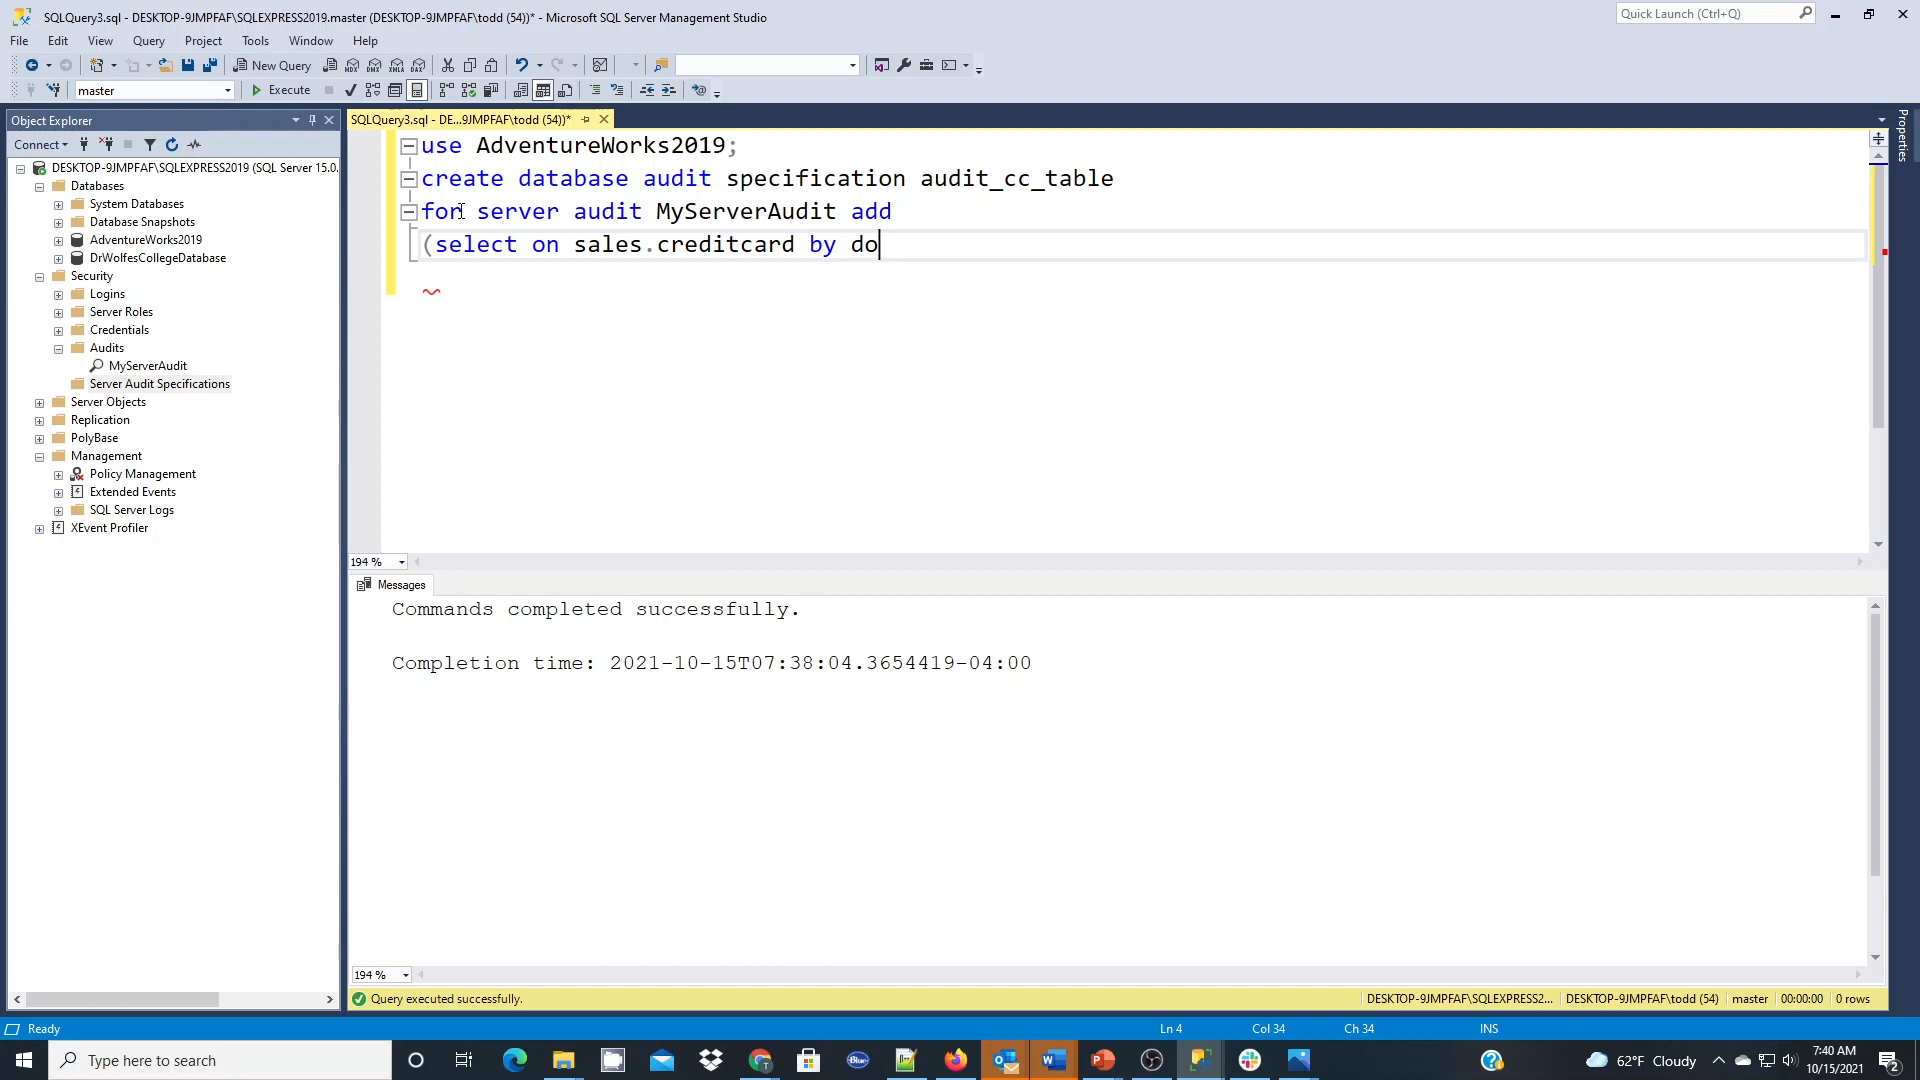 SQLQuery3.sql - DESKTOP-9JMPFAF\SQLEXPRESS2019.master (DESKTOP-9JMPFAF\todd (54))* - Microsoft SQL Server Management Studio
Quick Launch (Ctrl+Q)
File Edit View Query Project Tools Window Help
New Query
master
Execute
Object Explorer
SQLQuery3.sql - DE...9JMPFAF\todd (54))*
Properties
Connect
DESKTOP-9JMPFAF\SQLEXPRESS2019 (SQL Server 15.0.
Databases
System Databases
Database Snapshots
AdventureWorks2019
DrWolfesCollegeDatabase
Security
Logins
Server Roles
Credentials
Audits
MyServerAudit
Server Audit Specifications
Server Objects
Replication
PolyBase
Management
Policy Management
Extended Events
SQL Server Logs
XEvent Profiler
use AdventureWorks2019;
create database audit specification audit_cc_table
for server audit MyServerAudit add
(select on sales.creditcard by do
194 %
Messages
Commands completed successfully.
Completion time: 2021-10-15T07:38:04.3654419-04:00
194 %
Query executed successfully.
DESKTOP-9JMPFAF\SQLEXPRESS2... DESKTOP-9JMPFAF\todd (54) master 00:00:00 0 rows
Ready
Ln 4 Col 34 Ch 34 INS
Type here to search
62°F Cloudy
7:40 AM
10/15/2021
2